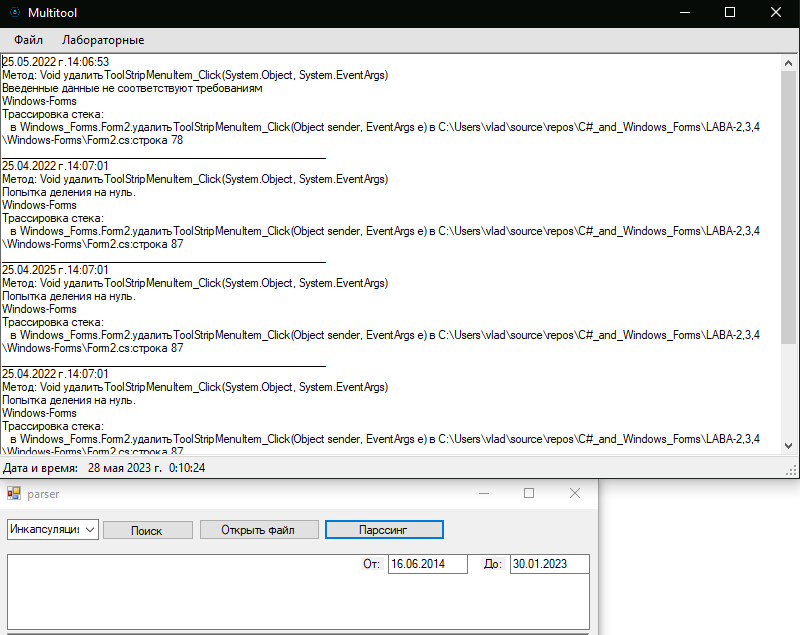 Multitool
Файл Лабораторные
25.05.2022 г.14:06:53
Метод: Void удалитьToolStripMenuItem_Click(System.Object, System.EventArgs)
Введенные данные не соответствуют требованиям
Windows-Forms
Трассировка стека:
в Windows_Forms.Form2.удалитьToolStripMenuItem_Click(Object sender, EventArgs e) в C:\Users\vlad\source\repos\C#_and_Windows_Forms\LABA-2,3,4
\Windows-Forms\Form2.cs:строка 78
25.04.2022 г.14:07:01
Метод: Void удалитьToolStripMenuItem_Click(System.Object, System.EventArgs)
Попытка деления на нуль.
Windows-Forms
Трассировка стека:
в Windows_Forms.Form2.удалитьToolStripMenuItem_Click(Object sender, EventArgs e) в C:\Users\vlad\source\repos\C#_and_Windows_Forms\LABA-2,3,4
\Windows-Forms\Form2.cs:строка 87
25.04.2025 г.14:07:01
Метод: Void удалитьToolStripMenuItem_Click(System.Object, System.EventArgs)
Попытка деления на нуль.
Windows-Forms
Трассировка стека:
в Windows_Forms.Form2.удалитьToolStripMenuItem_Click(Object sender, EventArgs e) в C:\Users\vlad\source\repos\C#_and_Windows_Forms\LABA-2,3,4
\Windows-Forms\Form2.cs:строка 87
25.04.2022 г.14:07:01
Метод: Void удалитьToolStripMenuItem_Click(System.Object, System.EventArgs)
Попытка деления на нуль.
Windows-Forms
Трассировка стека:
в Windows_Forms.Form2.удалитьToolStripMenuItem_Click(Object sender, EventArgs e) в C:\Users\vlad\source\repos\C#_and_Windows_Forms\LABA-2,3,4
\Windows-Forms\Form2.cs:строка 87
Дата и время: 28 мая 2023 г. 0:10:24
parser
Инкапсуляци Поиск Открыть файл Парссинг
От: 16.06.2014 До: 30.01.2023